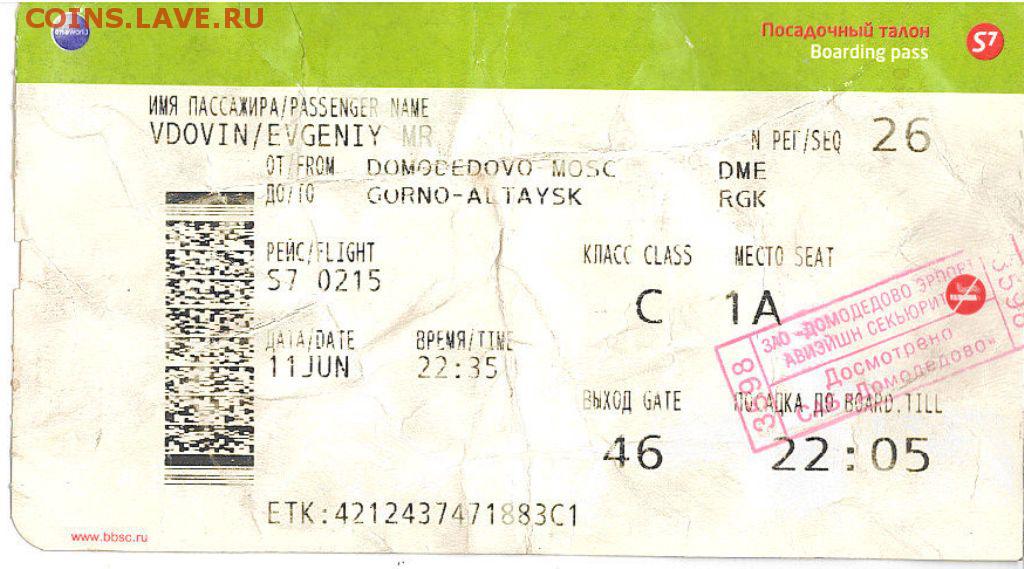 COINS.LAVE.RU
oneworld
Посадочный талон
Boarding pass
S7
ИМЯ ПАССАЖИРА/PASSENGER NAME
VDOVIN/EVGENIY MR
N РЕГ/SEQ 26
ОТ/FROM DOMODEDOVO MOSC DME
ДО/TO GORNO-ALTAYSK RGK
РЕЙС/FLIGHT
S7 0215
КЛАСС CLASS МЕСТО SEAT
C 1A
ДАТА/DATE ВРЕМЯ/TIME
11JUN 22:35
ВЫХОД GATE ПОСАДКА ДО BOARD.TILL
46 22:05
ЗАО «ДОМОДЕДОВО ЭРПОРТ
АВИЭЙШН СЕКЬЮРИТИ
Досмотрено
САБ «Домодедово»
ETK:4212437471883C1
www.bbsc.ru